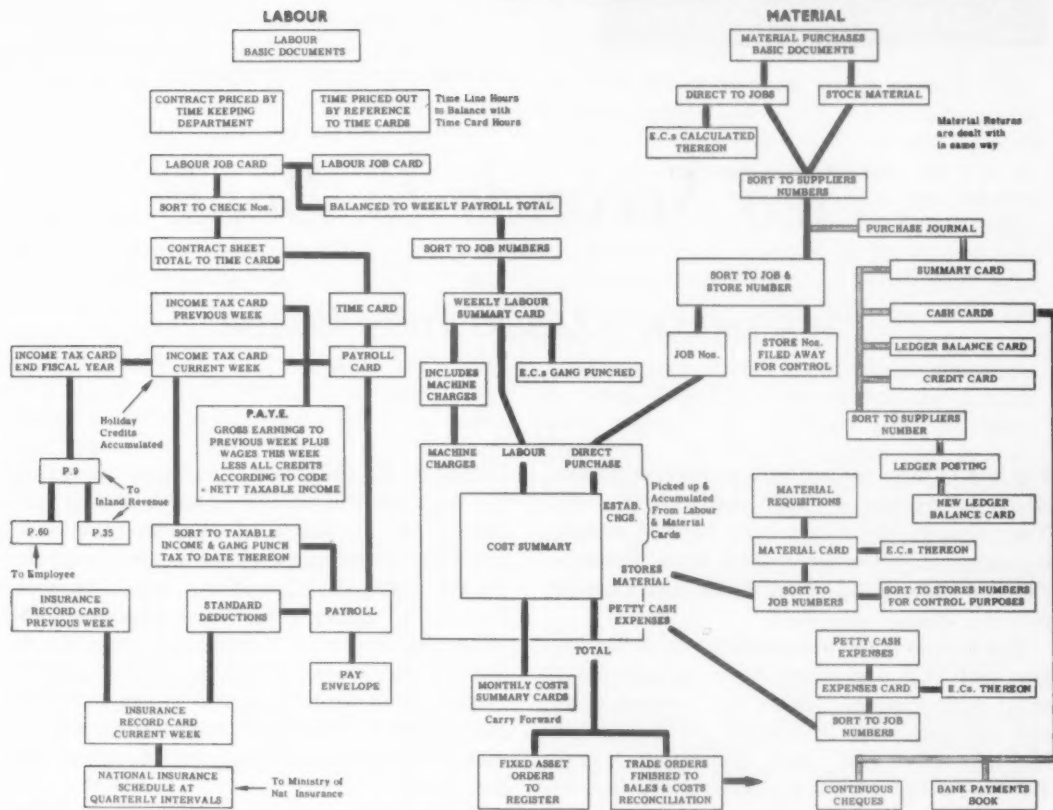 LABOUR
LABOUR
BASIC DOCUMENTS
CONTRACT PRICED BY
TIME KEEPING
DEPARTMENT
TIME PRICED OUT
BY REFERENCE
TO TIME CARDS
Time Line Hours
to Balance with
Time Card Hours
LABOUR JOB CARD
LABOUR JOB CARD
SORT TO CHECK Nos.
BALANCED TO WEEKLY PAYROLL TOTAL
CONTRACT SHEET
TOTAL TO TIME CARDS
SORT TO JOB NUMBERS
INCOME TAX CARD
PREVIOUS WEEK
TIME CARD
WEEKLY LABOUR
SUMMARY CARD
INCOME TAX CARD
END FISCAL YEAR
INCOME TAX CARD
CURRENT WEEK
PAYROLL
CARD
INCLUDES
MACHINE
CHARGES
E.C.s GANG PUNCHED
Holiday
Credits
Accumulated
P.A.Y.E.
GROSS EARNINGS TO
PREVIOUS WEEK PLUS
WAGES THIS WEEK
LESS ALL CREDITS
ACCORDING TO CODE
= NETT TAXABLE INCOME
P.9
To
Inland Revenue
P.60
P.35
To Employee
SORT TO TAXABLE
INCOME & GANG PUNCH
TAX TO DATE THEREON
INSURANCE
RECORD CARD
PREVIOUS WEEK
STANDARD
DEDUCTIONS
PAYROLL
PAY
ENVELOPE
INSURANCE
RECORD CARD
CURRENT WEEK
NATIONAL INSURANCE
SCHEDULE AT
QUARTERLY INTERVALS
To Ministry of
Nat Insurance
MACHINE
CHARGES
LABOUR
DIRECT
PURCHASE
ESTAB.
CHGS.
Picked up &
Accumulated
From Labour
& Material
Cards
COST SUMMARY
STORES
MATERIAL
PETTY CASH
EXPENSES
TOTAL
MONTHLY COSTS
SUMMARY CARDS
Carry Forward
FIXED ASSET
ORDERS
TO
REGISTER
TRADE ORDERS
FINISHED TO
SALES & COSTS
RECONCILIATION
MATERIAL
MATERIAL PURCHASES
BASIC DOCUMENTS
DIRECT TO JOBS
STOCK MATERIAL
E.C.s CALCULATED
THEREON
Material Returns
are dealt with
in same way
SORT TO SUPPLIERS
NUMBERS
PURCHASE JOURNAL
SORT TO JOB &
STORE NUMBER
SUMMARY CARD
CASH CARDS
JOB Nos.
STORE Nos.
FILED AWAY
FOR CONTROL
LEDGER BALANCE CARD
CREDIT CARD
SORT TO SUPPLIERS
NUMBER
LEDGER POSTING
NEW LEDGER
BALANCE CARD
MATERIAL
REQUISITIONS
MATERIAL CARD
E.C.s THEREON
SORT TO
JOB NUMBERS
SORT TO STORES NUMBERS
FOR CONTROL PURPOSES
PETTY CASH
EXPENSES
EXPENSES CARD
E.Cs. THEREON
SORT TO JOB
NUMBERS
CONTINUOUS
CHEQUES
BANK PAYMENTS
BOOK